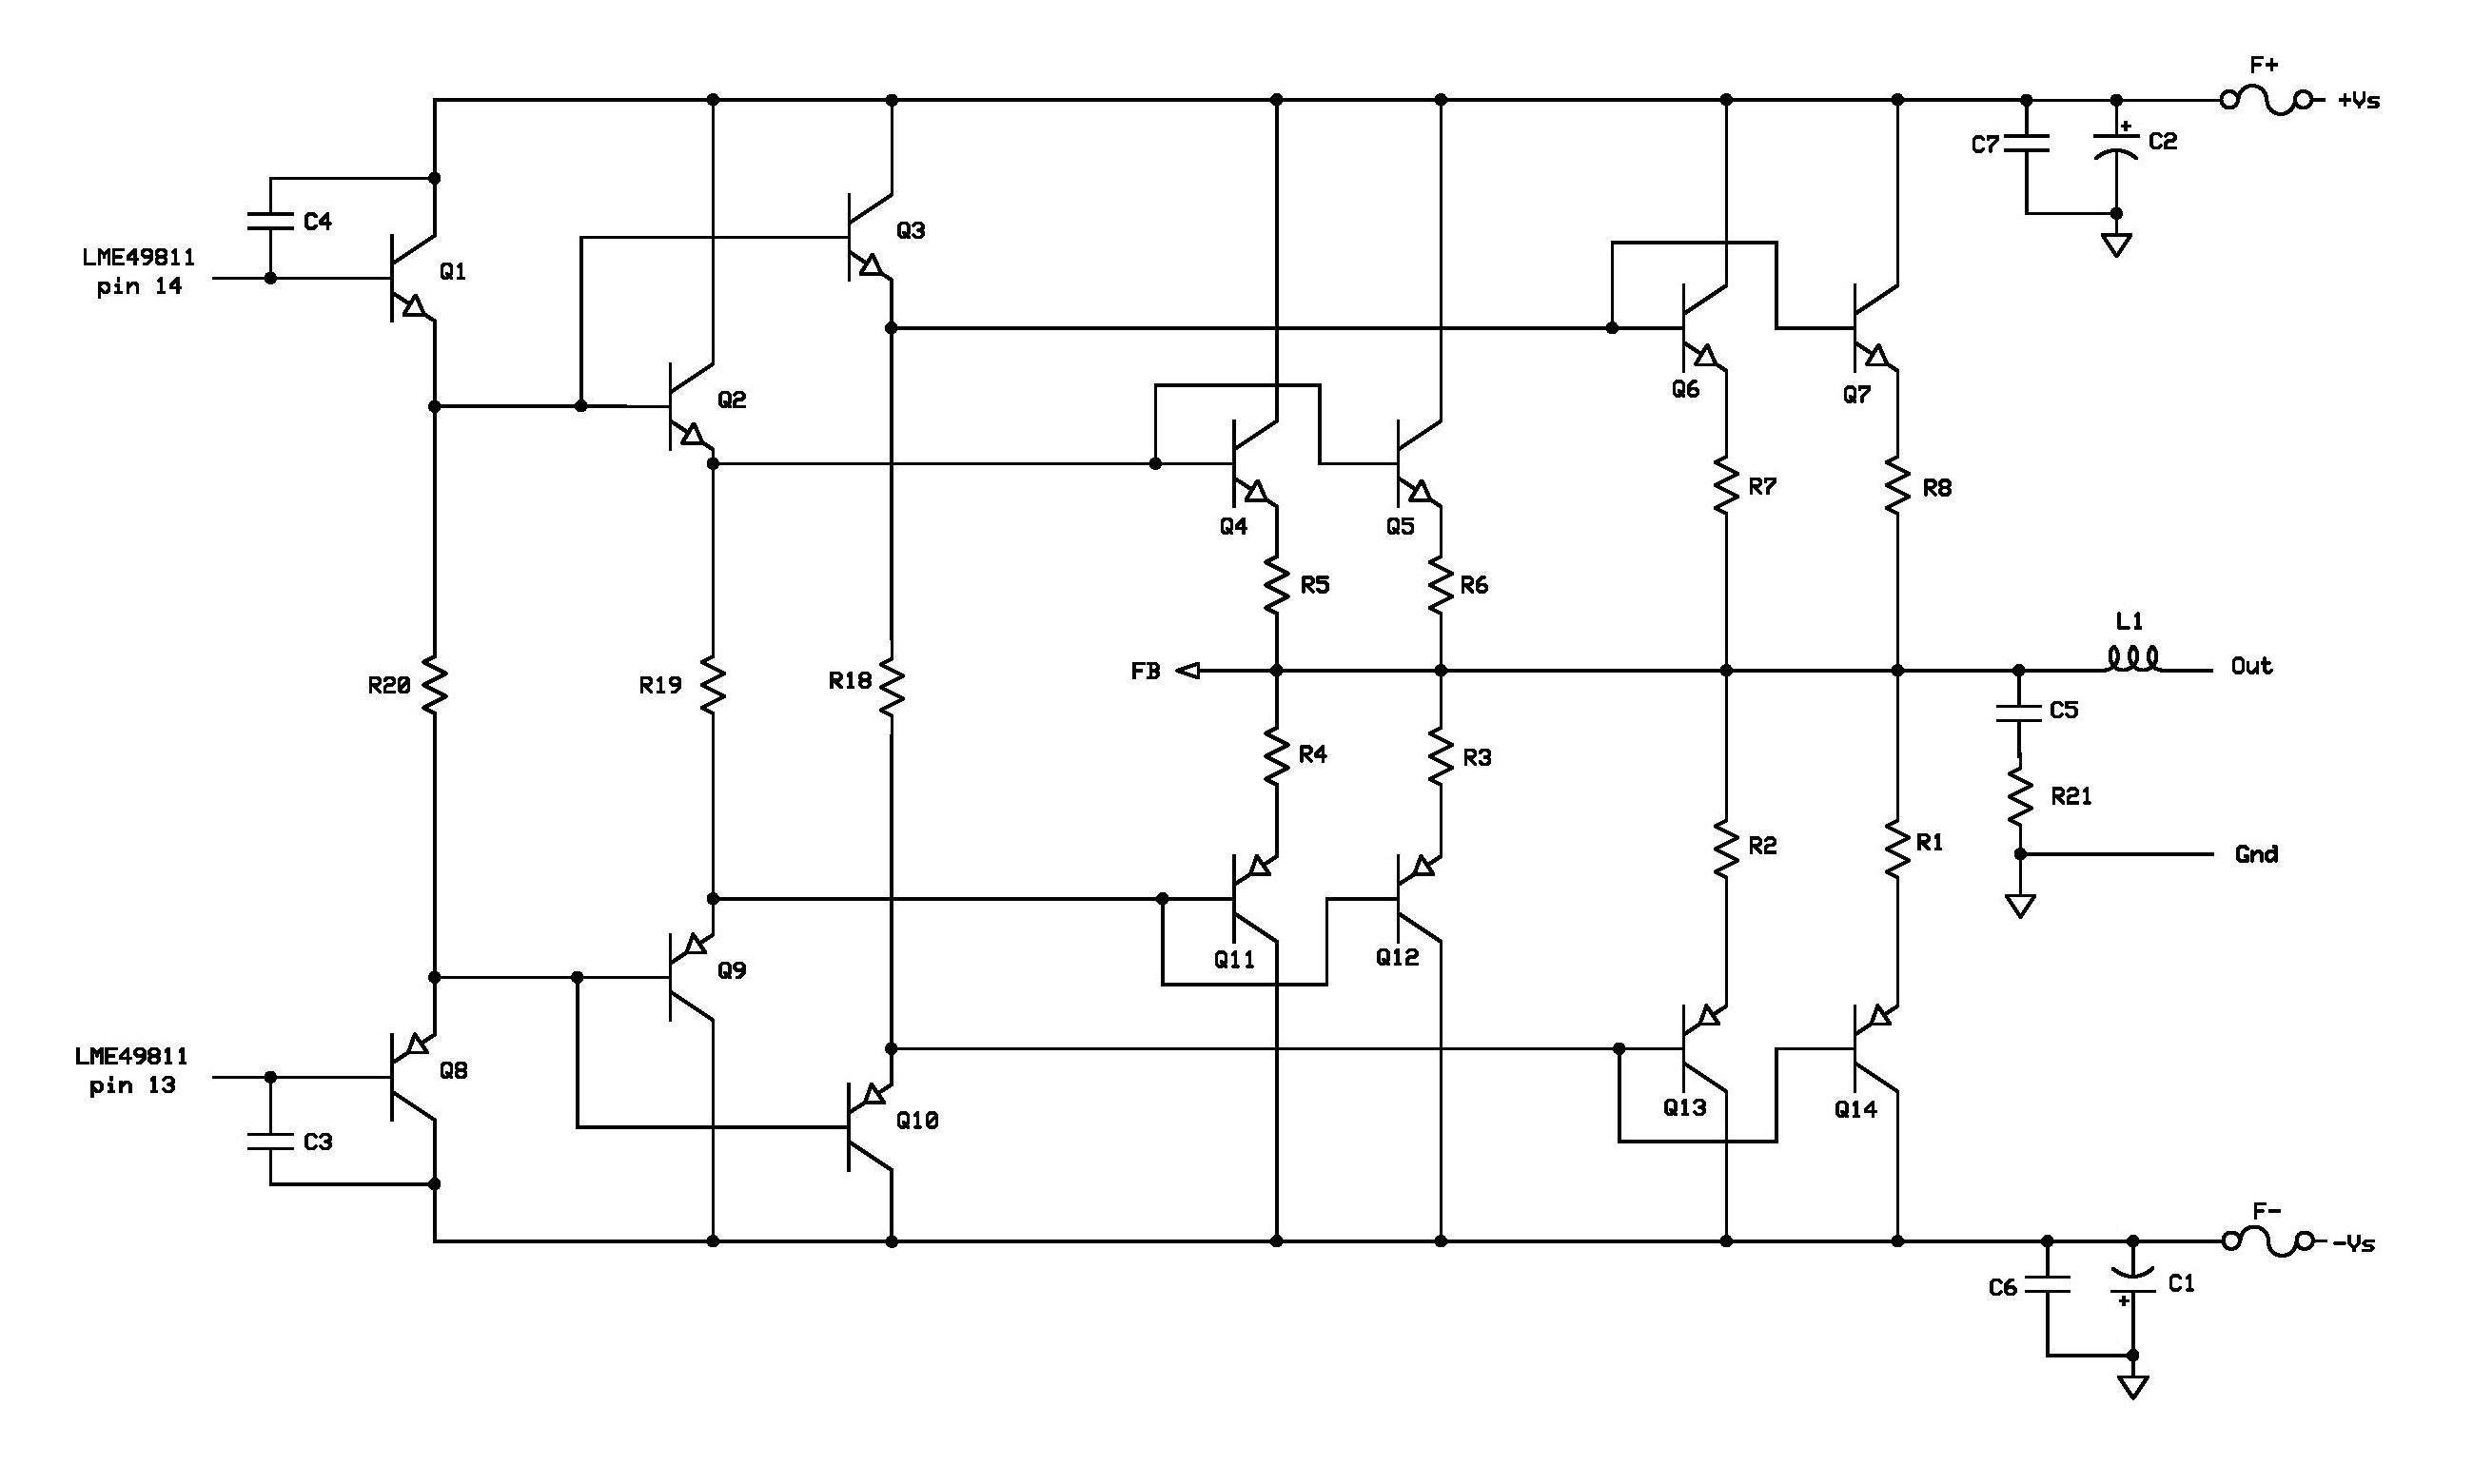 F+
+Vs
C7
C2
+
C4
Q3
LME49811
pin 14
Q1
Q2
Q6
Q7
R7
R8
Q4
Q5
R5
R6
L1
FB
Out
R20
R19
R18
C5
R4
R3
R21
R2
R1
Gnd
Q11
Q12
Q9
LME49811
pin 13
Q8
Q10
Q13
Q14
C3
F-
-Vs
C6
C1
+